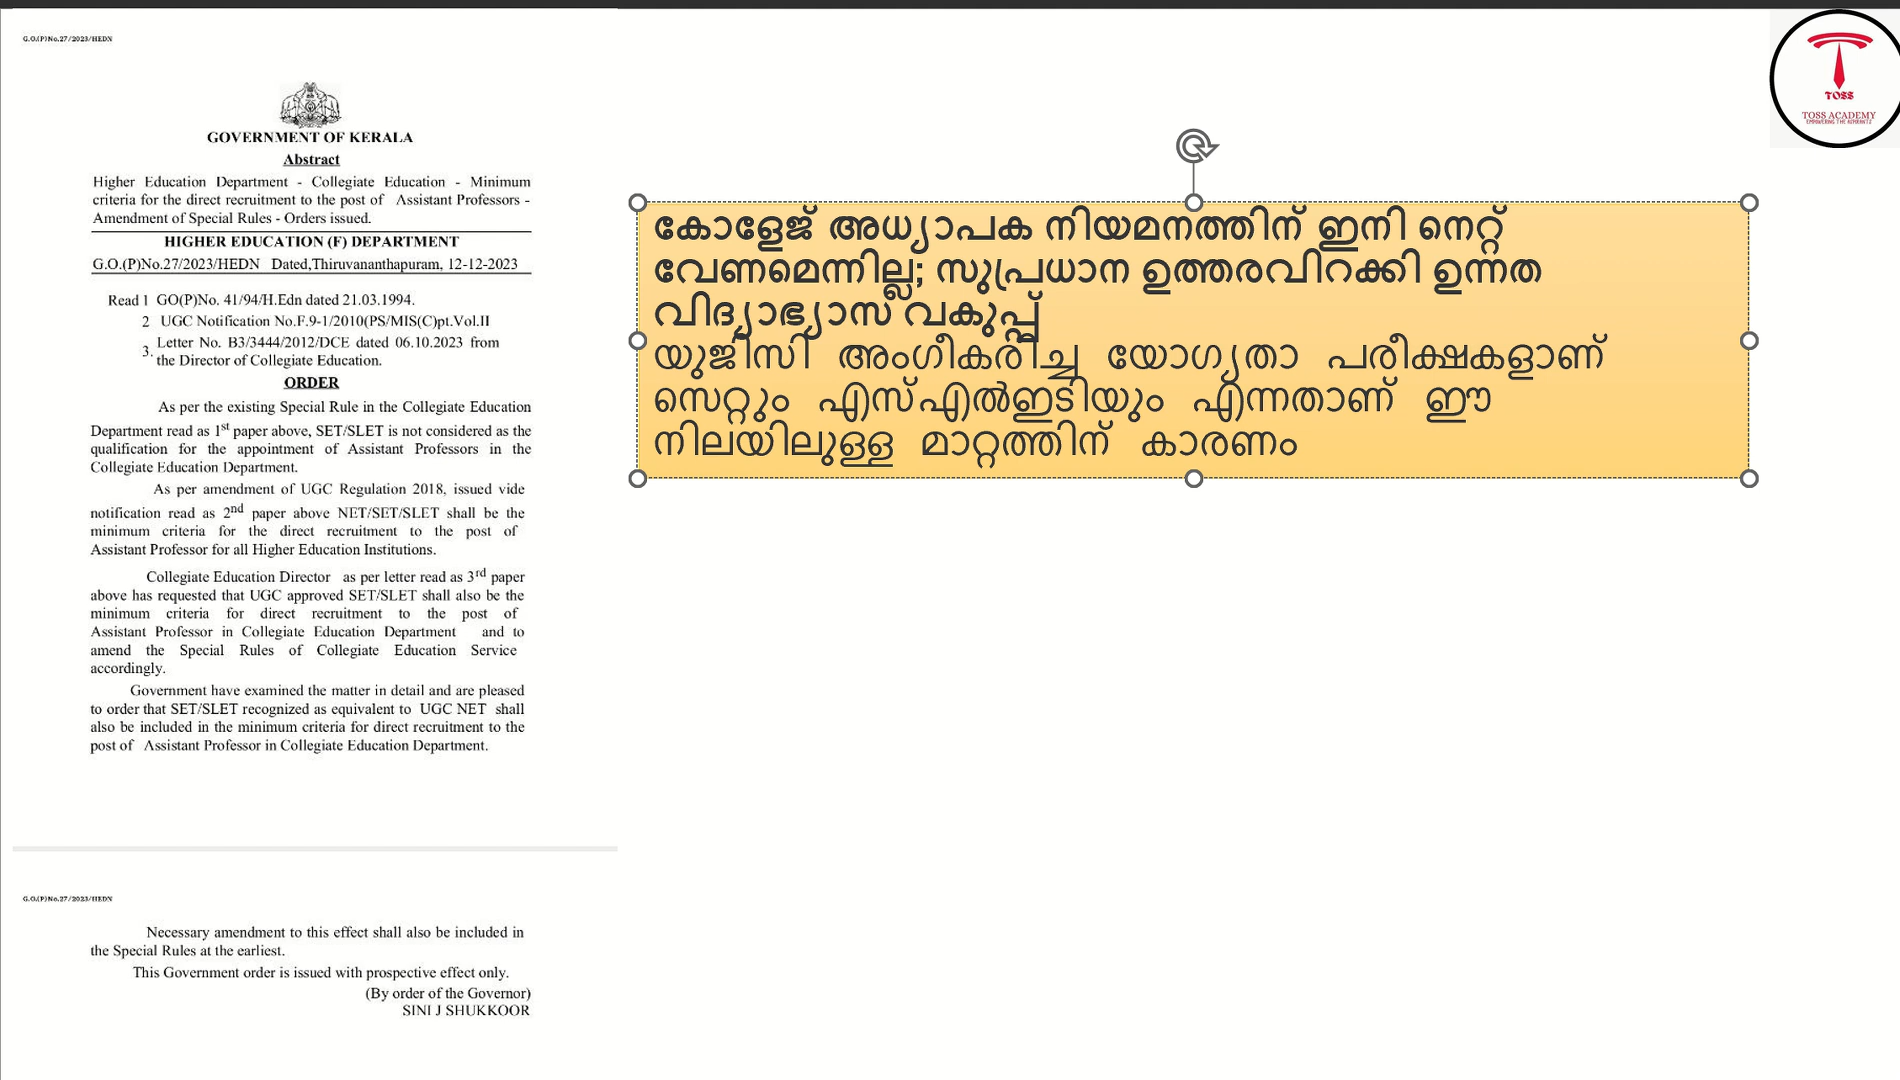 G.O.(P)No.27/2023/HEDN
GOVERNMENT OF KERALA
Abstract
Higher Education Department - Collegiate Education - Minimum
criteria for the direct recruitment to the post of Assistant Professors -
Amendment of Special Rules - Orders issued.
HIGHER EDUCATION (F) DEPARTMENT
G.O.(P)No.27/2023/HEDN Dated,Thiruvananthapuram, 12-12-2023
Read 1 GO(P)No. 41/94/H.Edn dated 21.03.1994.
2 UGC Notification No.F.9-1/2010(PS/MIS(C)pt.Vol.II
3. Letter No. B3/3444/2012/DCE dated 06.10.2023 from
the Director of Collegiate Education.
ORDER
As per the existing Special Rule in the Collegiate Education
Department read as 1st paper above, SET/SLET is not considered as the
qualification for the appointment of Assistant Professors in the
Collegiate Education Department.
As per amendment of UGC Regulation 2018, issued vide
notification read as 2nd paper above NET/SET/SLET shall be the
minimum criteria for the direct recruitment to the post of
Assistant Professor for all Higher Education Institutions.
Collegiate Education Director as per letter read as 3rd paper
above has requested that UGC approved SET/SLET shall also be the
minimum criteria for direct recruitment to the post of
Assistant Professor in Collegiate Education Department and to
amend the Special Rules of Collegiate Education Service
accordingly.
Government have examined the matter in detail and are pleased
to order that SET/SLET recognized as equivalent to UGC NET shall
also be included in the minimum criteria for direct recruitment to the
post of Assistant Professor in Collegiate Education Department.
G.O.(P)No.27/2023/HEDN
Necessary amendment to this effect shall also be included in
the Special Rules at the earliest.
This Government order is issued with prospective effect only.
(By order of the Governor)
SINI J SHUKKOOR
കോളേജ് അധ്യാപക നിയമനത്തിന് ഇനി നെറ്റ്
വേണമെന്നില്ല; സുപ്രധാന ഉത്തരവിറക്കി ഉന്നത
വിദ്യാഭ്യാസ വകുപ്പ്
യുജിസി അംഗീകരിച്ച യോഗ്യതാ പരീക്ഷകളാണ്
സെറ്റും എസ്എൽഇടിയും എന്നതാണ് ഈ
നിലയിലുള്ള മാറ്റത്തിന് കാരണം
TOSS
TOSS ACADEMY
EMPOWERING THE ASPIRANTS